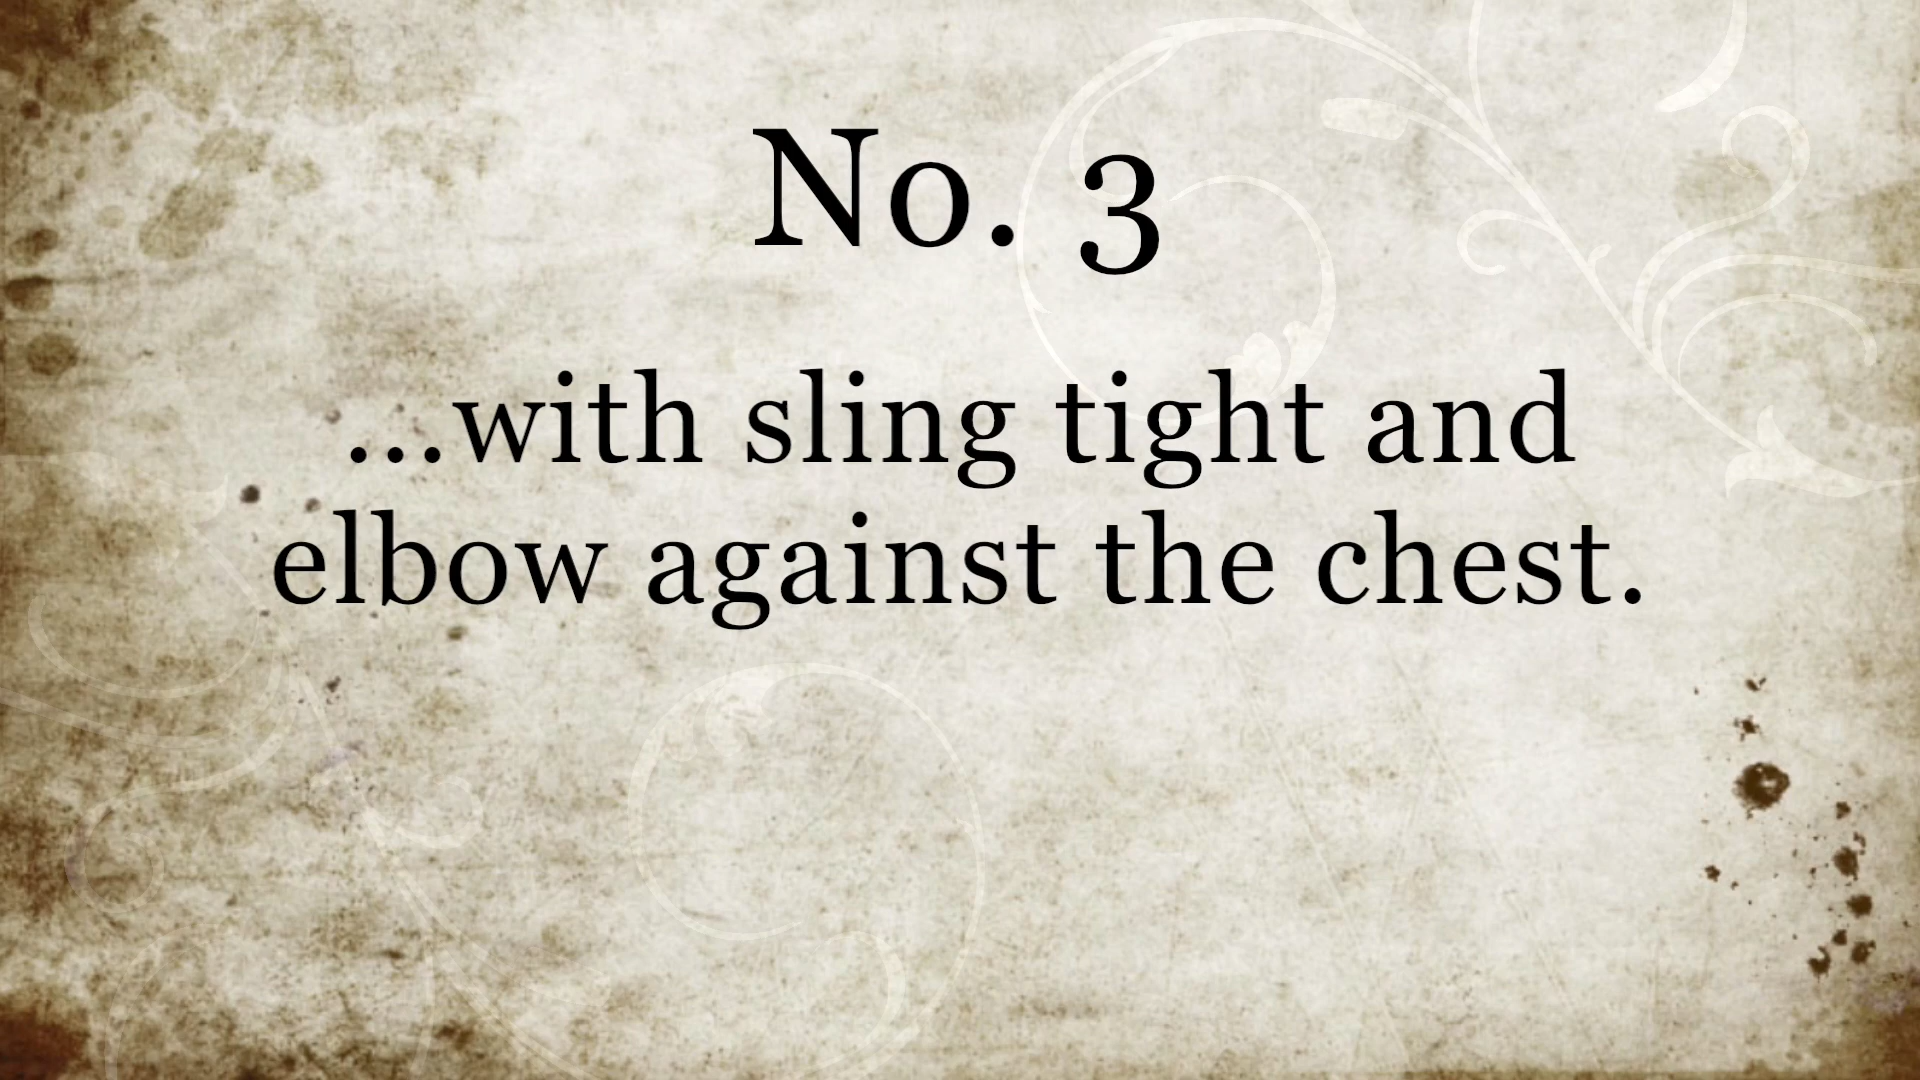 No. 3
...with sling tight and
elbow against the chest.